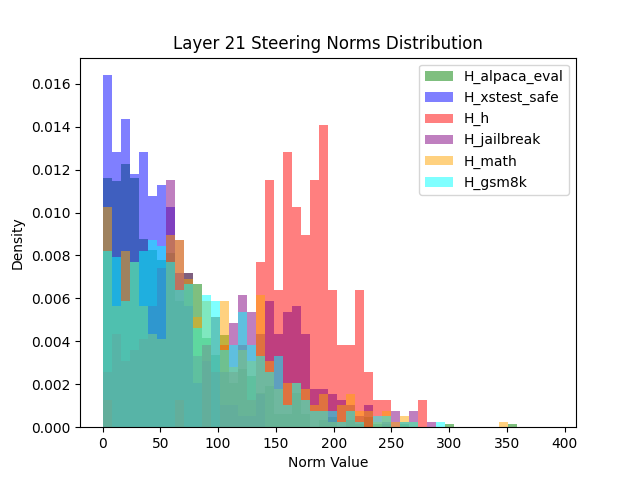 Layer 21 Steering Norms Distribution
H_alpaca_eval
H_xstest_safe
H_h
H_jailbreak
H_math
H_gsm8k
0.016
0.014
0.012
0.010
0.008
0.006
0.004
0.002
0.000
Density
0
50
100
150
200
250
300
350
400
Norm Value